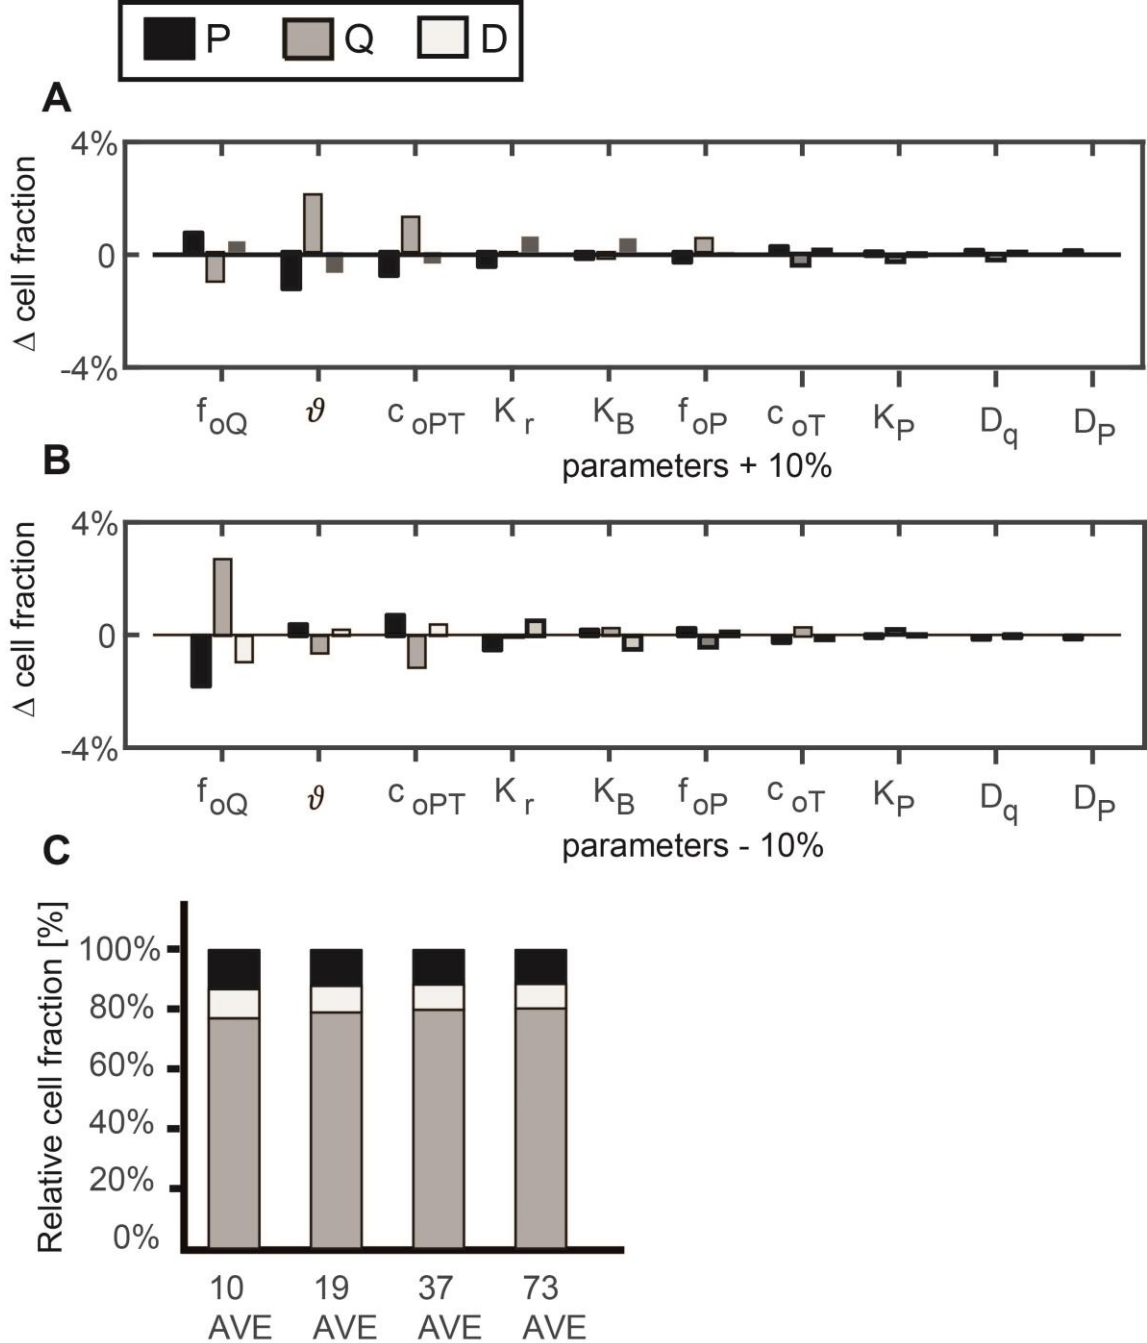 P Q D
A
4%
0
-4%
Δ cell fraction
f oQ ϑ c oPT K r K B f oP c oT K P D q D P
parameters + 10%
B
4%
0
-4%
Δ cell fraction
f oQ ϑ c oPT K r K B f oP c oT K P D q D P
parameters - 10%
C
Relative cell fraction [%]
100%
80%
60%
40%
20%
0%
10 19 37 73
AVE AVE AVE AVE